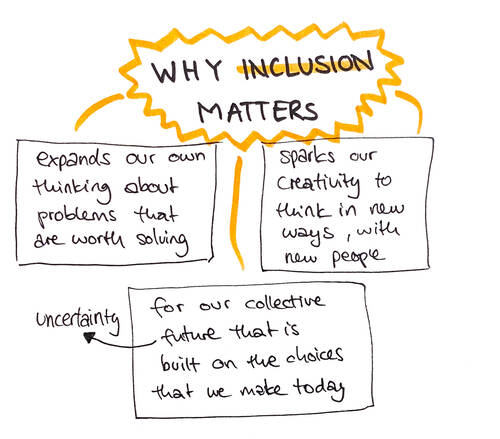 WHY INCLUSION
MATTERS
expands our own
thinking about
problems that
are worth solving
sparks our
creativity to
think in new
ways, with
new people
uncertainty
for our collective
future that is
built on the choices
that we make today